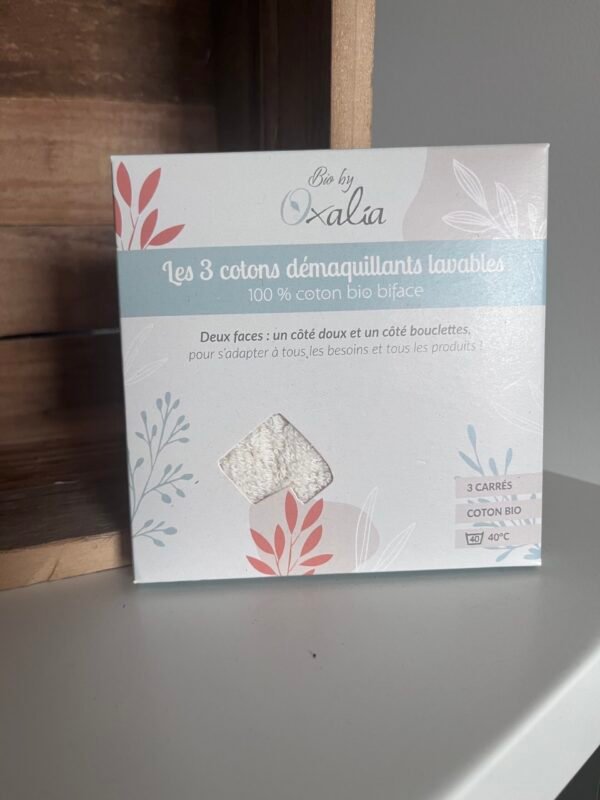 Bio by
Oxalia
Les 3 cotons démaquillants lavables
100 % coton bio biface
Deux faces : un côté doux et un côté bouclettes,
pour s'adapter à tous les besoins et tous les produits !
3 CARRÉS
COTON BIO
40 40°C